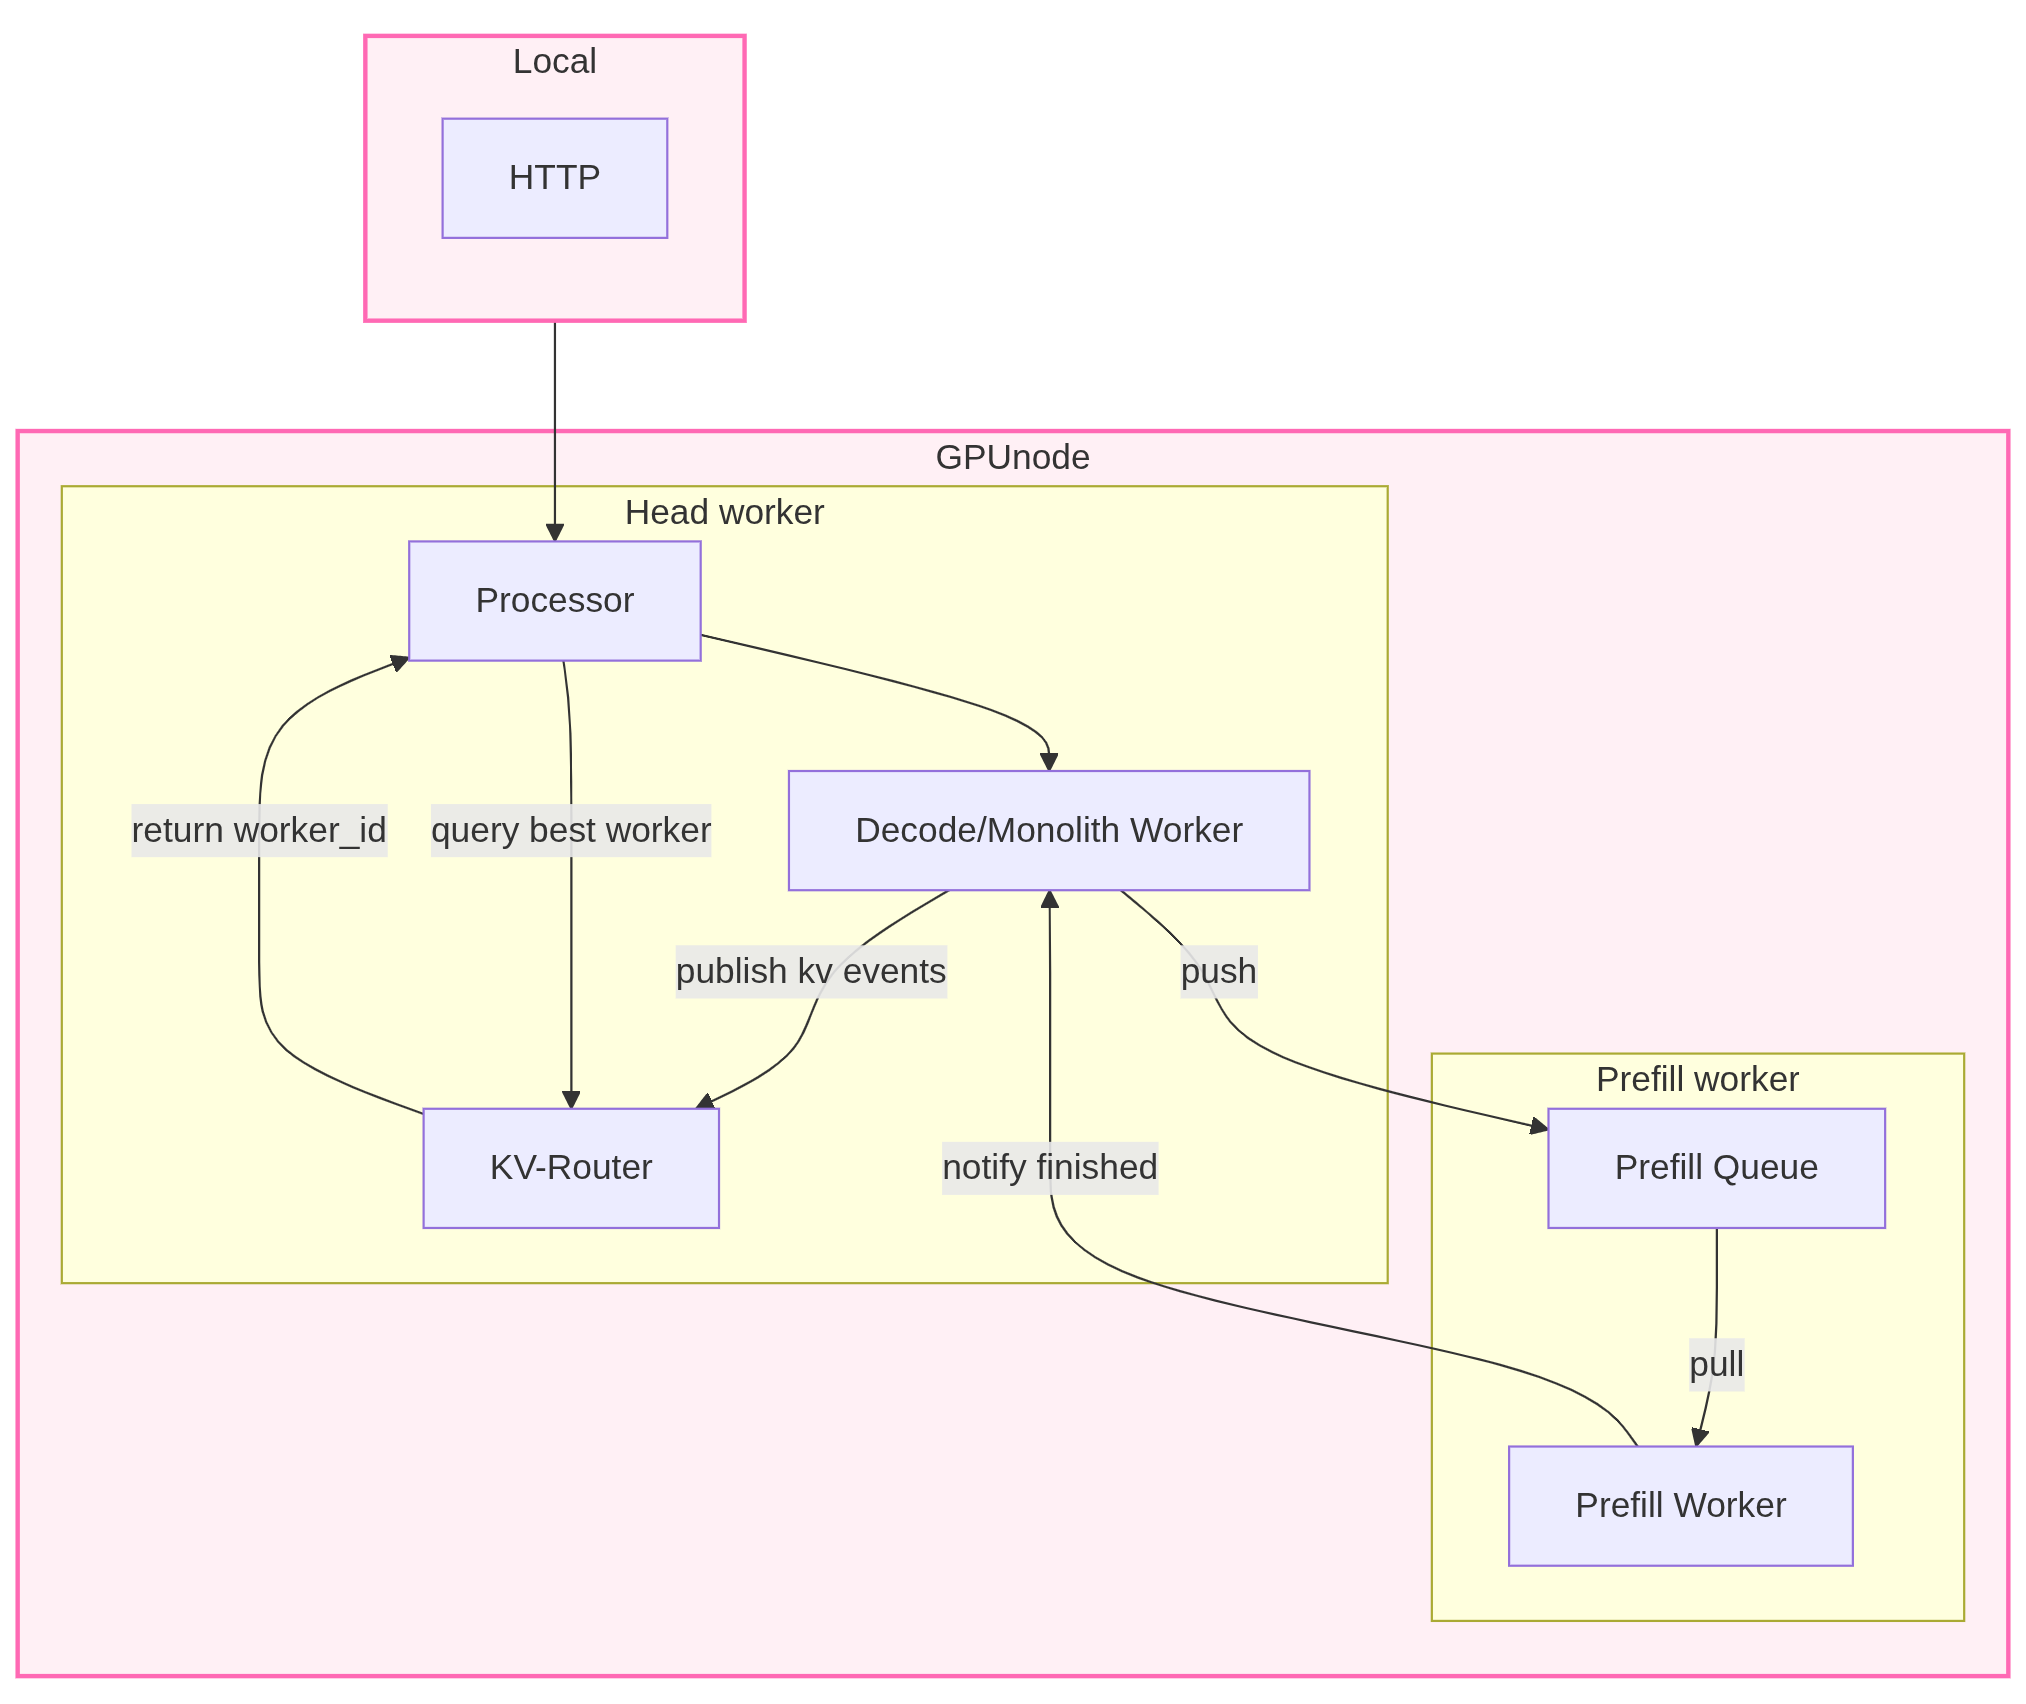 Local
HTTP
GPUnode
Head worker
Processor
return worker_id
query best worker
Decode/Monolith Worker
publish kv events
push
Prefill worker
KV-Router
notify finished
Prefill Queue
pull
Prefill Worker